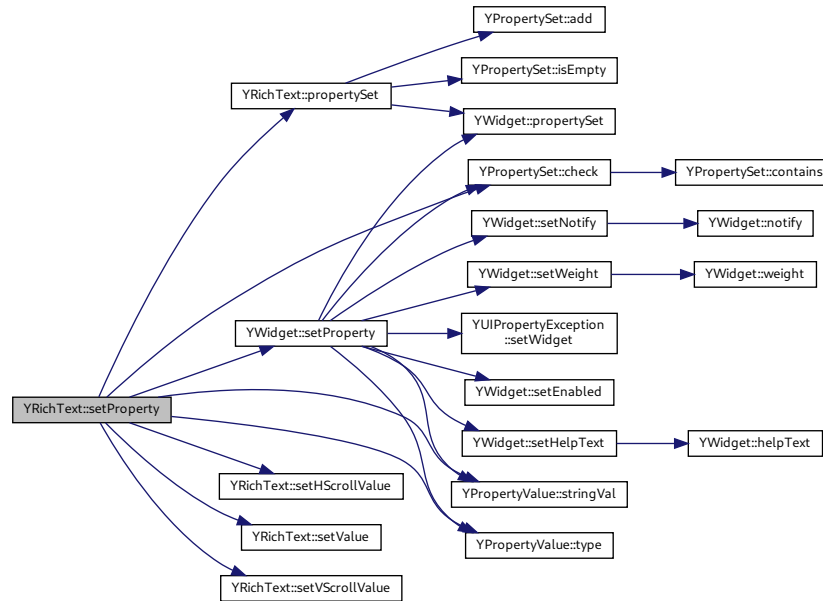 YPropertySet::add
YPropertySet::isEmpty
YRichText::propertySet
YWidget::propertySet
YPropertySet::check
YPropertySet::contains
YWidget::setNotify
YWidget::notify
YWidget::setWeight
YWidget::weight
YWidget::setProperty
YUIPropertyException
::setWidget
YWidget::setEnabled
YRichText::setProperty
YWidget::setHelpText
YWidget::helpText
YRichText::setHScrollValue
YPropertyValue::stringVal
YRichText::setValue
YPropertyValue::type
YRichText::setVScrollValue